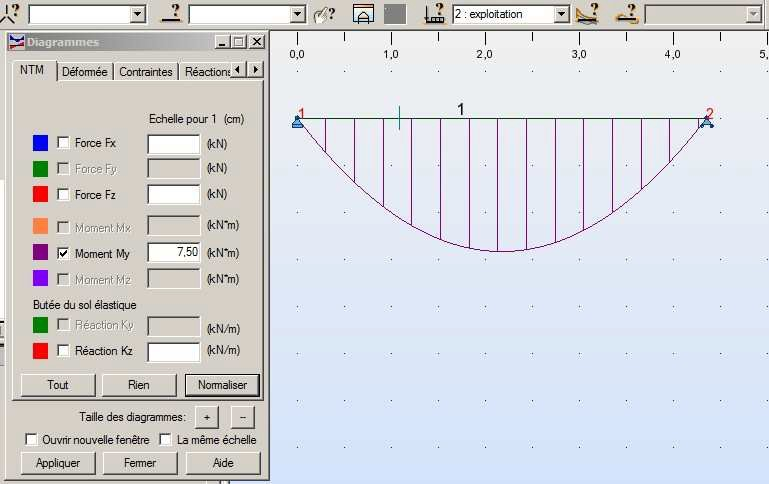 2 : exploitation
Diagrammes
NTM
Déformée
Contraintes
Réactions
Echelle pour 1 (cm)
Force Fx
(kN)
Force Fy
(kN)
Force Fz
(kN)
Moment Mx
(kN*m)
Moment My
7,50
(kN*m)
Moment Mz
(kN*m)
Butée du sol élastique
Réaction Ky
(kN/m)
Réaction Kz
(kN/m)
Tout
Rien
Normaliser
Taille des diagrammes:
+
--
Ouvrir nouvelle fenêtre
La même échelle
Appliquer
Fermer
Aide
0,0
1,0
2,0
3,0
4,0
5,
1
1
2